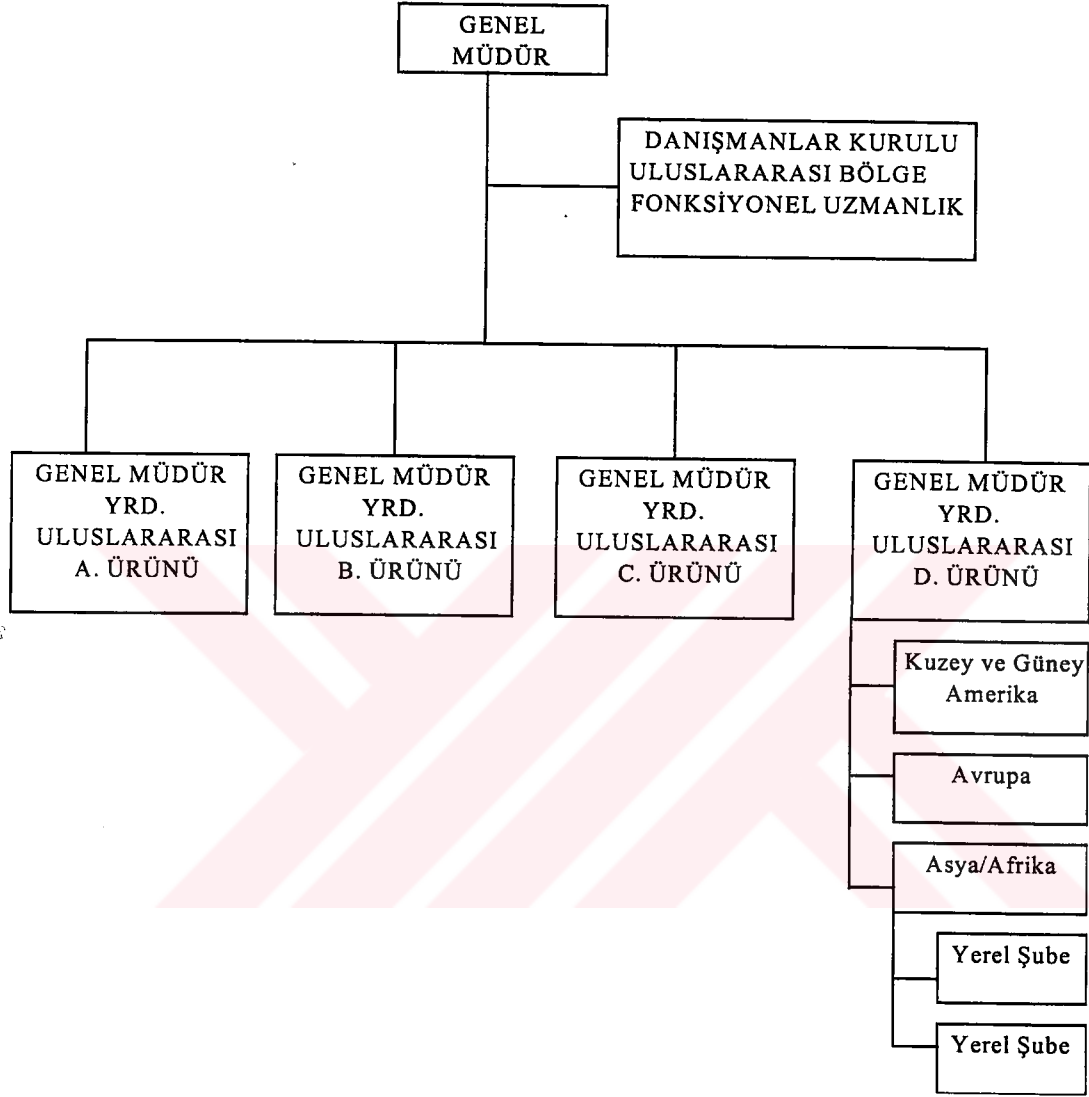 GENEL
MÜDÜR
DANIŞMANLAR KURULU
ULUSLARARASI BÖLGE
FONKSİYONEL UZMANLIK
GENEL MÜDÜR
YRD.
ULUSLARARASI
A. ÜRÜNÜ
GENEL MÜDÜR
YRD.
ULUSLARARASI
B. ÜRÜNÜ
GENEL MÜDÜR
YRD.
ULUSLARARASI
C. ÜRÜNÜ
GENEL MÜDÜR
YRD.
ULUSLARARASI
D. ÜRÜNÜ
Kuzey ve Güney
Amerika
Avrupa
Asya/Afrika
Yerel Şube
Yerel Şube